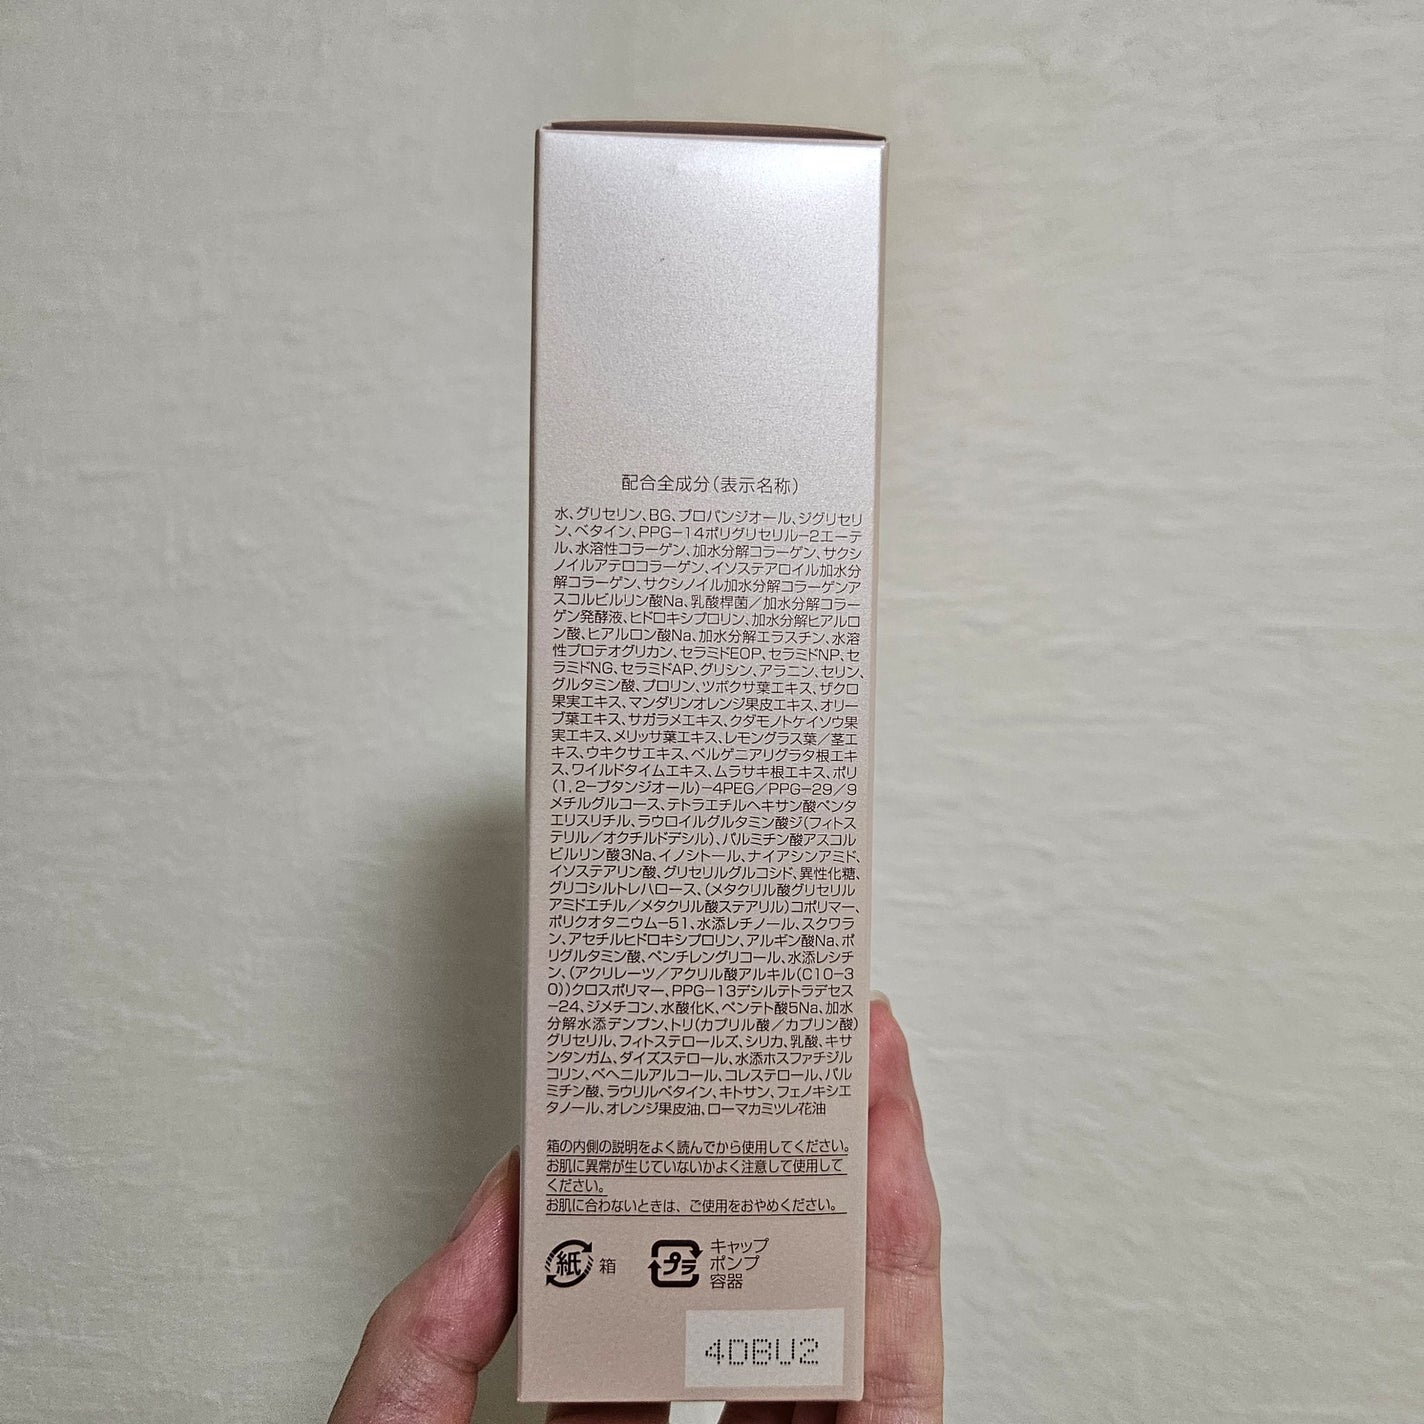 配合全成分(表示名称)
水、グリセリン、BG、プロパンジオール、ジグリセリ
ン、ベタイン、PPG-14ポリグリセリル-2エーテ
ル、水溶性コラーゲン、加水分解コラーゲン、サクシ
ノイルアテロコラーゲン、イソステアロイル加水分
解コラーゲン、サクシノイル加水分解コラーゲンア
スコルビルリン酸Na、乳酸桿菌/加水分解コラー
ゲン発酵液、ヒドロキシプロリン、加水分解ヒアルロ
ン酸、ヒアルロン酸Na、加水分解エラスチン、水溶
性プロテオグリカン、セラミドEOP、セラミドNP、セ
ラミドNG、セラミドAP、グリシン、アラニン、セリン、
グルタミン酸、プロリン、ツボクサ葉エキス、ザクロ
果実エキス、マンダリンオレンジ果皮エキス、オリー
ブ葉エキス、サガラメエキス、クダモノトケイソウ果
実エキス、メリッサ葉エキス、レモングラス葉/茎エ
キス、ウキクサエキス、ベルゲニアリグラタ根エキ
ス、ワイルドタイムエキス、ムラサキ根エキス、ポリ
(1,2-ブタンジオール)-4PEG/PPG-29/9
メチルグルコース、テトラエチルヘキサン酸ペンタ
エリスリチル、ラウロイルグルタミン酸ジ(フィトス
テリル/オクチルドデシル)、パルミチン酸アスコル
ビルリン酸3Na、イノシトール、ナイアシンアミド、
イソステアリン酸、グリセリルグルコシド、異性化糖、
グリコシルトレハロース、(メタクリル酸グリセリル
アミドエチル/メタクリル酸ステアリル)コポリマー、
ポリクオタニウム-51、水添レチノール、スクワラ
ン、アセチルヒドロキシプロリン、アルギン酸Na、ポ
リグルタミン酸、ペンチレングリコール、水添レシチ
ン、(アクリレーツ/アクリル酸アルキル(C10-3
0))クロスポリマー、PPG-13デシルテトラデセス
-24、ジメチコン、水酸化K、ペンテト酸5Na、加水
分解水添デンプン、トリ(カプリル酸/カプリン酸)
グリセリル、フィトステロールズ、シリカ、乳酸、キサ
ンタンガム、ダイズステロール、水添ホスファチジル
コリン、ベヘニルアルコール、コレステロール、パル
ミチン酸、ラウリルベタイン、キトサン、フェノキシエ
タノール、オレンジ果皮油、ローマカミツレ花油
箱の内側の説明をよく読んでから使用してください。
お肌に異常が生じていないかよく注意して使用して
ください。
お肌に合わないときは、ご使用をおやめください。
紙 箱
プラ キャップ
ポンプ
容器
4DBU2